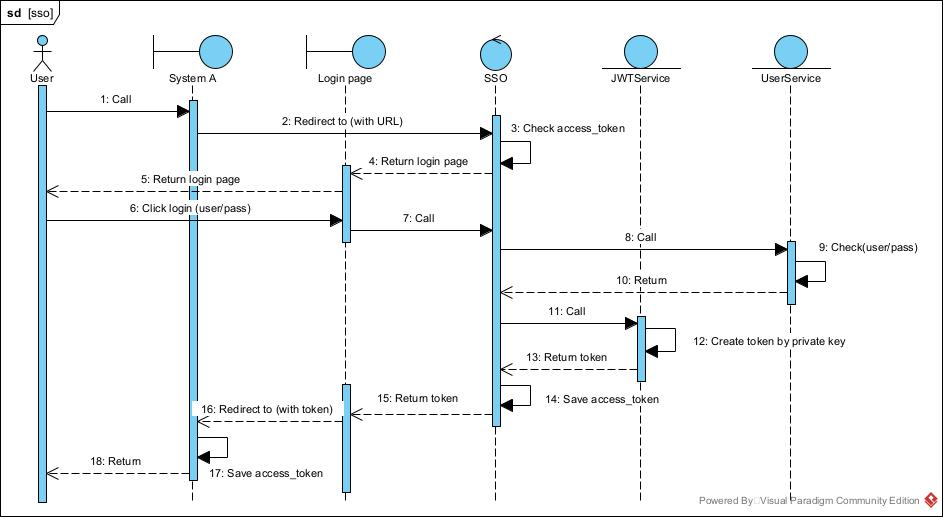 sd [sso]
User
System A
Login page
SSO
JWTService
UserService
1: Call
2: Redirect to (with URL)
3: Check access_token
4: Return login page
5: Return login page
6: Click login (user/pass)
7: Call
8: Call
9: Check(user/pass)
10: Return
11: Call
12: Create token by private key
13: Return token
14: Save access_token
15: Return token
16: Redirect to (with token)
17: Save access_token
18: Return
Powered By Visual Paradigm Community Edition